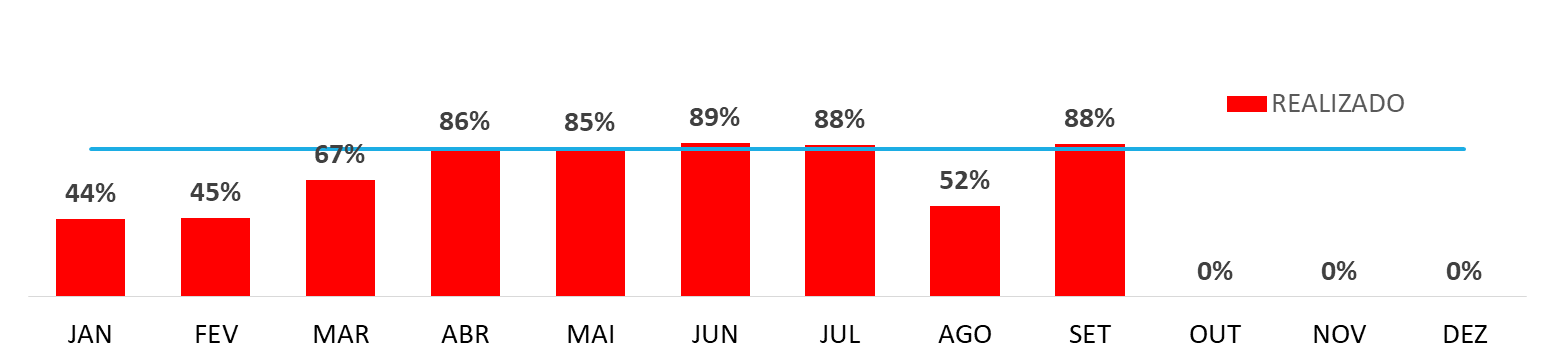 REALIZADO
44% 45% 67% 86% 85% 89% 88% 52% 88% 0% 0% 0%
JAN FEV MAR ABR MAI JUN JUL AGO SET OUT NOV DEZ